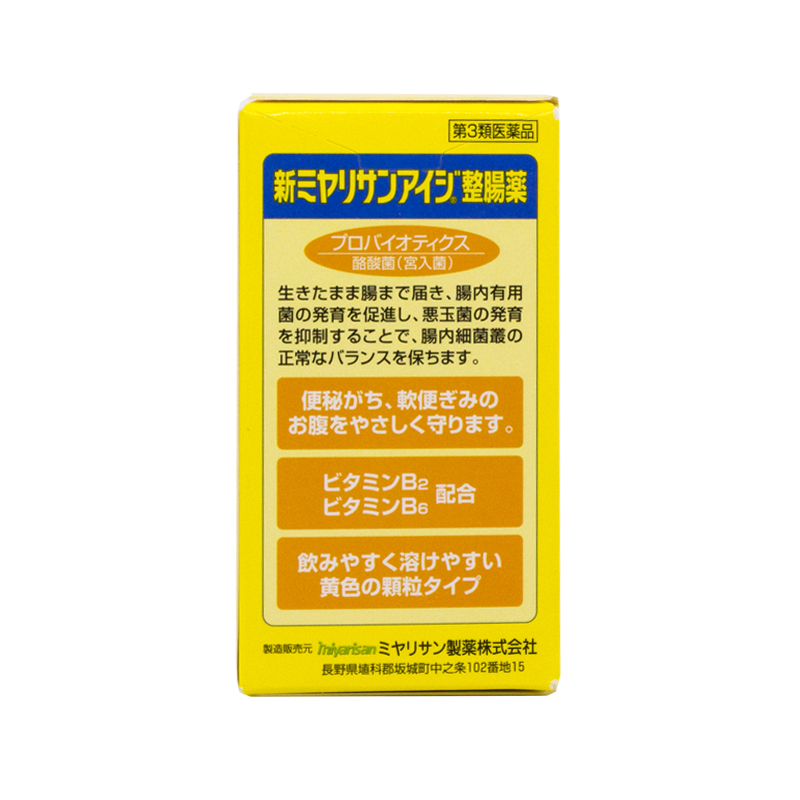 第3類医薬品
新ミヤリサンアイジ®整腸薬
プロバイオティクス
酪酸菌(宮入菌)
生きたまま腸まで届き、腸内有用
菌の発育を促進し、悪玉菌の発育
を抑制することで、腸内細菌叢の
正常なバランスを保ちます。
便秘がち、軟便ぎみの
お腹をやさしく守ります。
ビタミンB2
ビタミンB6
配合
飲みやすく溶けやすい
黄色の顆粒タイプ
製造販売元 miyarisan ミヤリサン製薬株式会社
長野県埴科郡坂城町中之条102番地15